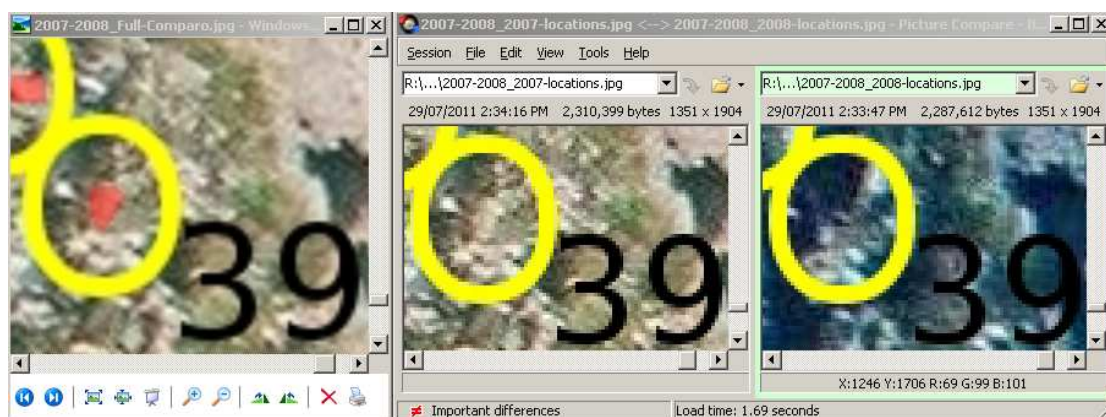 2007-2008_Full-Comparo.jpg - Windows...
39
2007-2008_2007-locations.jpg <--> 2007-2008_2008-locations.jpg - Picture Compare - B
Session File Edit View Tools Help
R:\...\2007-2008_2007-locations.jpg
29/07/2011 2:34:16 PM 2,310,399 bytes 1351 x 1904
39
R:\...\2007-2008_2008-locations.jpg
29/07/2011 2:33:47 PM 2,287,612 bytes 1351 x 1904
39
X:1246 Y:1706 R:69 G:99 B:101
Important differences
Load time: 1.69 seconds